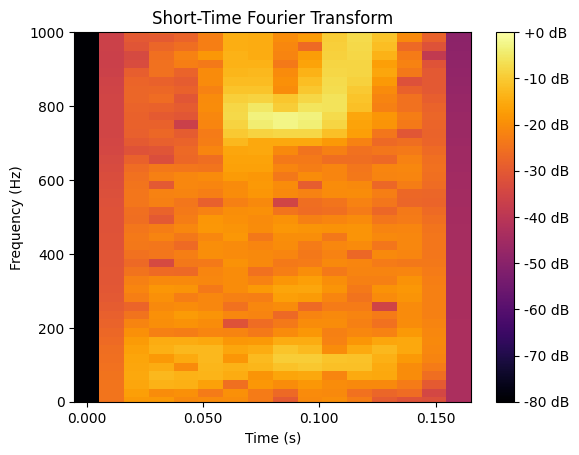 Short-Time Fourier Transform
1000
800
600
400
200
0
Frequency (Hz)
0.000
0.050
0.100
0.150
Time (s)
+0 dB
-10 dB
-20 dB
-30 dB
-40 dB
-50 dB
-60 dB
-70 dB
-80 dB